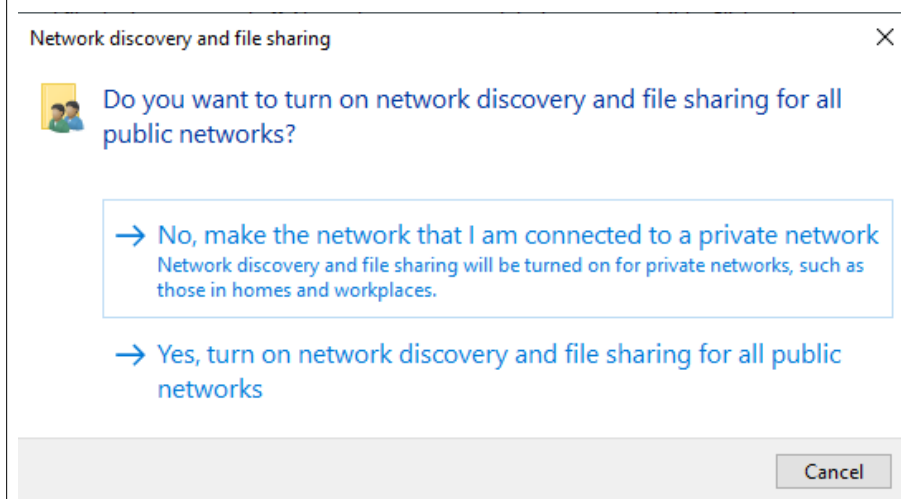 Network discovery and file sharing
Do you want to turn on network discovery and file sharing for all
public networks?
No, make the network that I am connected to a private network
Network discovery and file sharing will be turned on for private networks, such as
those in homes and workplaces.
Yes, turn on network discovery and file sharing for all public
networks
Cancel